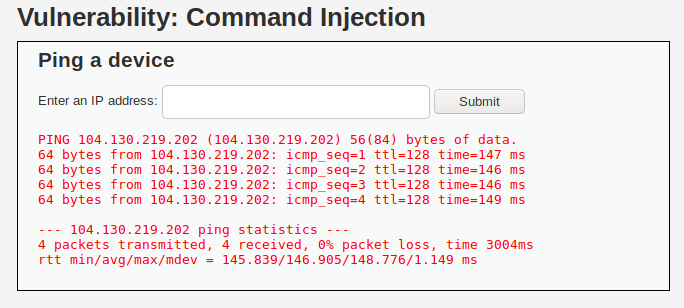 Vulnerability: Command Injection
Ping a device
Enter an IP address: Submit
PING 104.130.219.202 (104.130.219.202) 56(84) bytes of data.
64 bytes from 104.130.219.202: icmp_seq=1 ttl=128 time=147 ms
64 bytes from 104.130.219.202: icmp_seq=2 ttl=128 time=146 ms
64 bytes from 104.130.219.202: icmp_seq=3 ttl=128 time=146 ms
64 bytes from 104.130.219.202: icmp_seq=4 ttl=128 time=149 ms
--- 104.130.219.202 ping statistics ---
4 packets transmitted, 4 received, 0% packet loss, time 3004ms
rtt min/avg/max/mdev = 145.839/146.905/148.776/1.149 ms